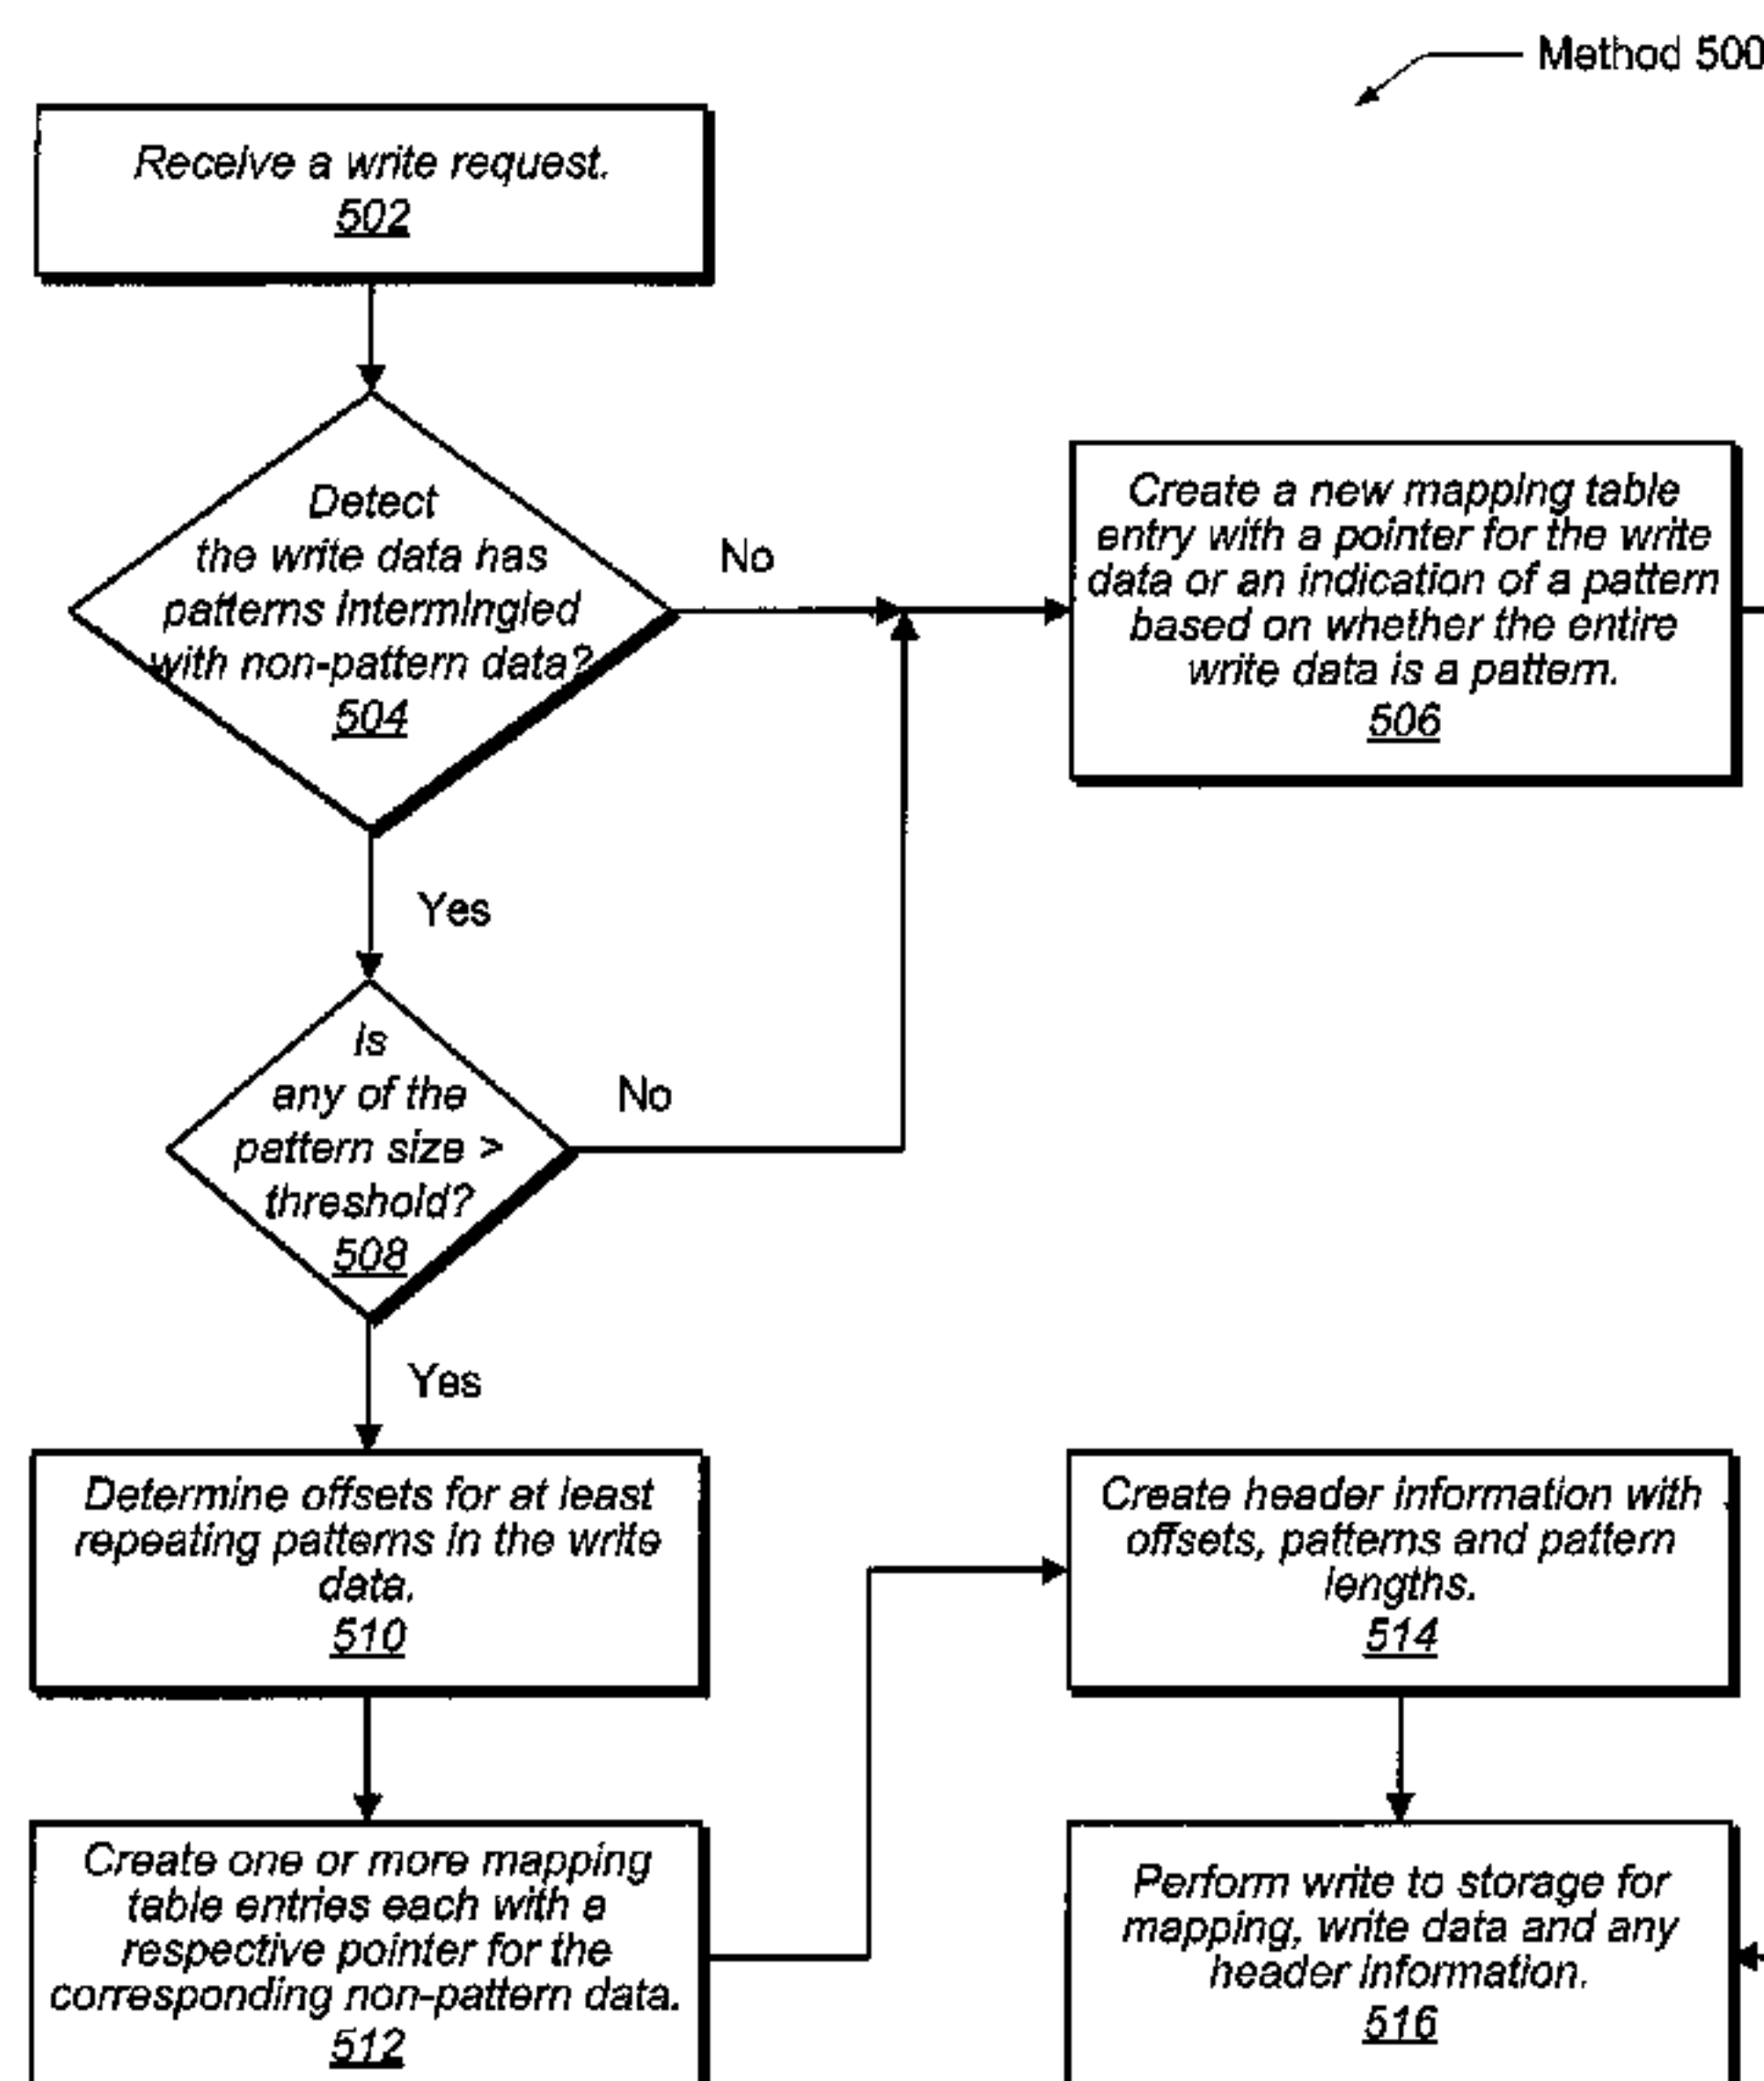 Method 500
Receive a write request.
502
Detect
the write data has
patterns intermingled
with non-pattern data?
504
No
Create a new mapping table
entry with a pointer for the write
data or an indication of a pattern
based on whether the entire
write data is a pattern.
506
Yes
Is
any of the
pattern size >
threshold?
508
No
Yes
Determine offsets for at least
repeating patterns in the write
data.
510
Create header information with
offsets, patterns and pattern
lengths.
514
Create one or more mapping
table entries each with a
respective pointer for the
corresponding non-pattern data.
512
Perform write to storage for
mapping, write data and any
header information.
516